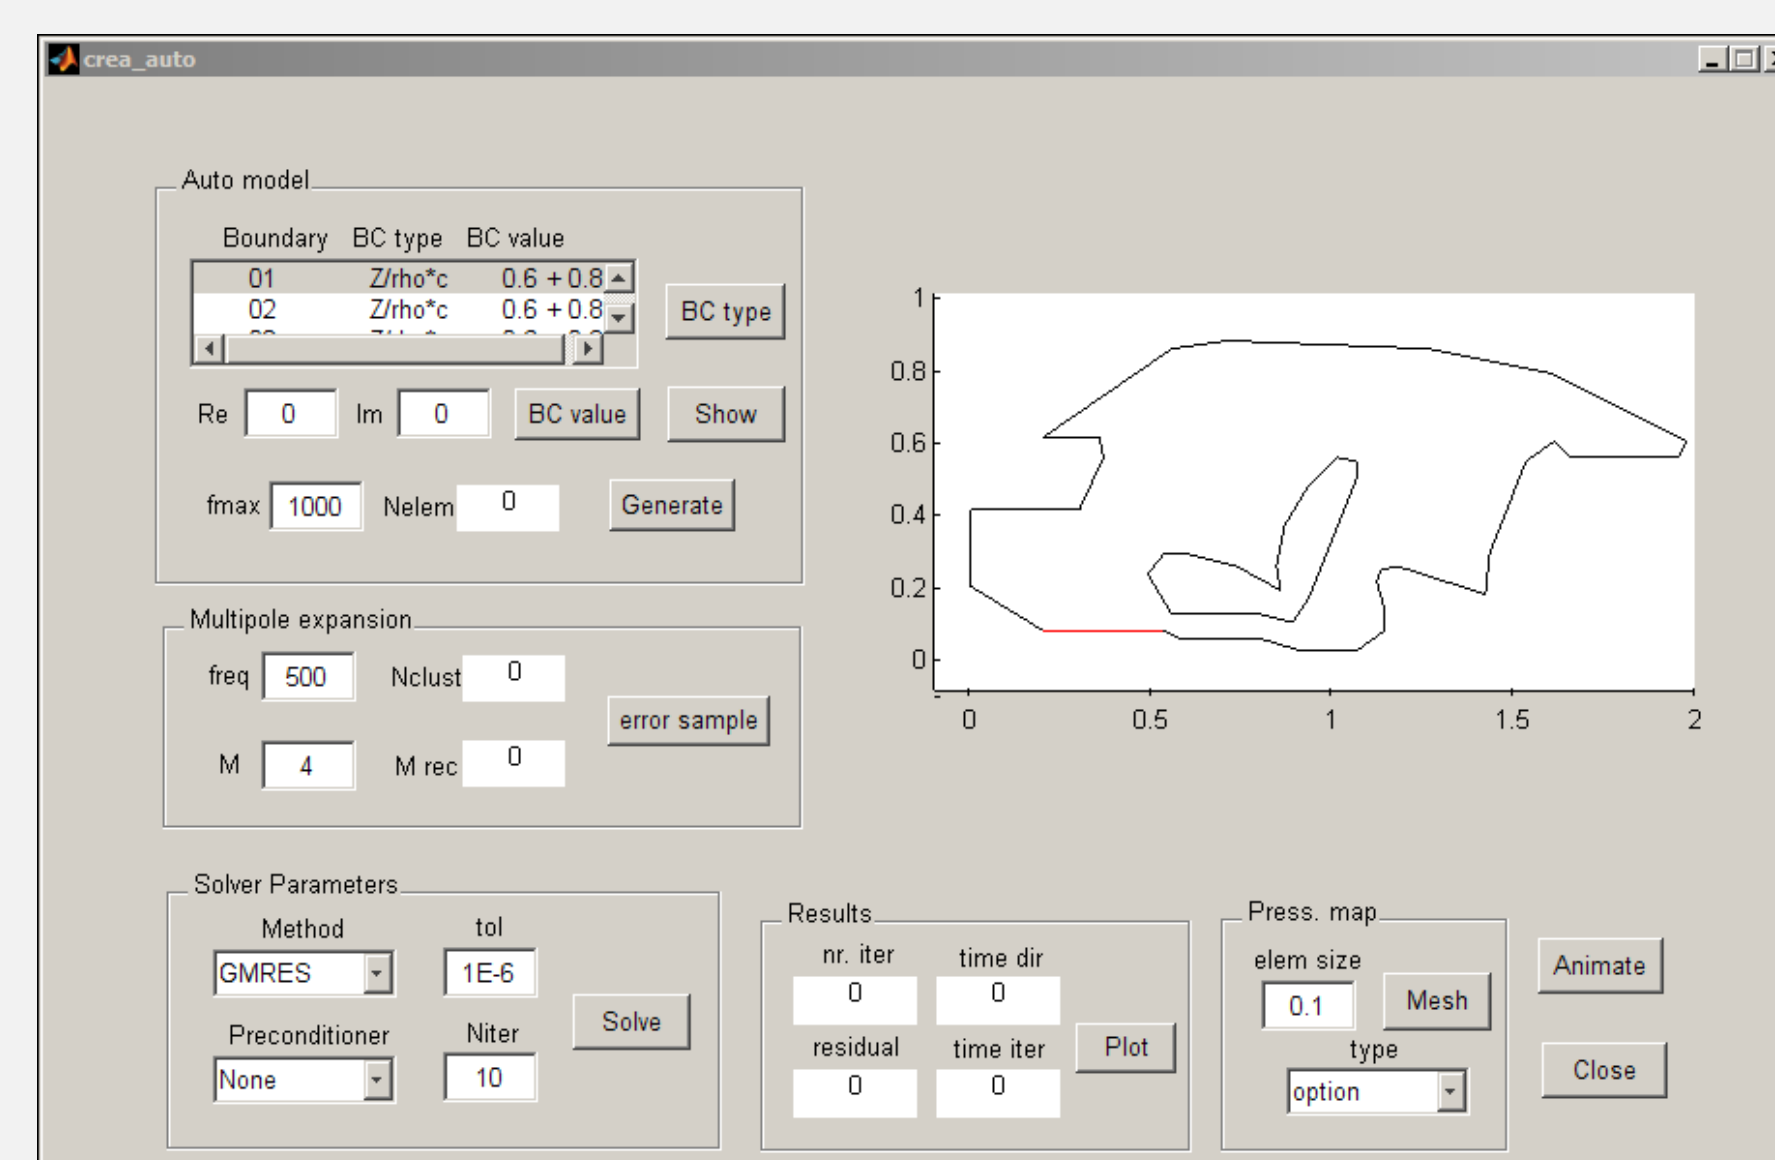 crea_auto
Auto model
Boundary BC type BC value
01 Z/rho*c 0.6 + 0.8
02 Z/rho*c 0.6 + 0.8
BC type
Re 0 Im 0 BC value Show
fmax 1000 Nelem 0 Generate
Multipole expansion
freq 500 Nclust 0
error sample
M 4 M rec 0
1
0.8
0.6
0.4
0.2
0
0 0.5 1 1.5 2
Solver Parameters
Method tol
GMRES 1E-6
Solve
Preconditioner Niter
None 10
Results
nr. iter time dir
0 0
residual time iter Plot
0 0
Press. map
elem size
0.1 Mesh
type
option
Animate
Close